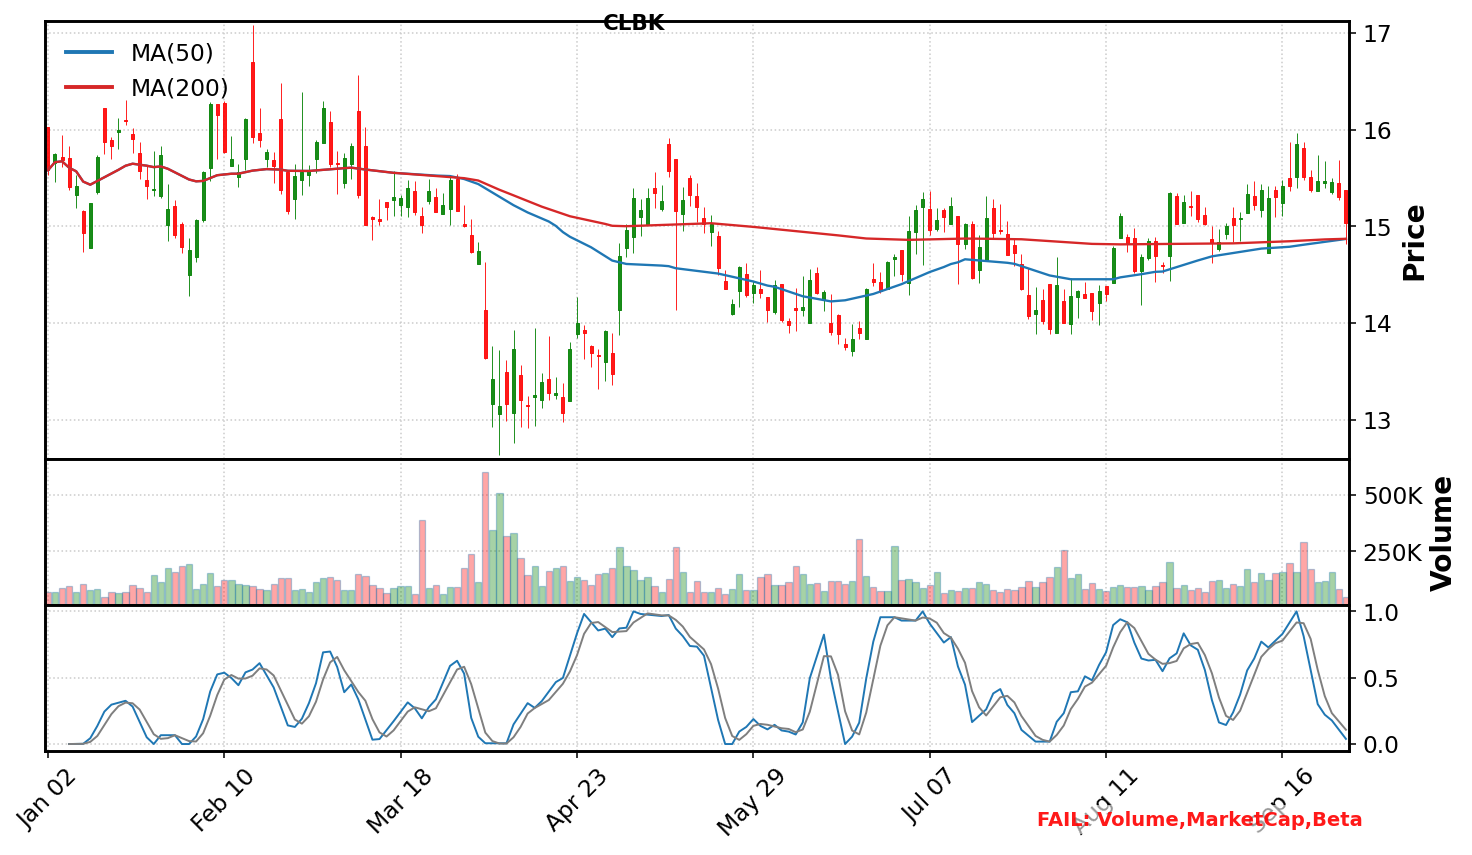 CLBK
MA(50)
MA(200)
17
16
15
14
13
Price
500K
250K
Volume
1.0
0.5
0.0
Jan 02
Feb 10
Mar 18
Apr 23
May 29
Jul 07
Aug 11
Sep 16
FAIL: Volume,MarketCap,Beta